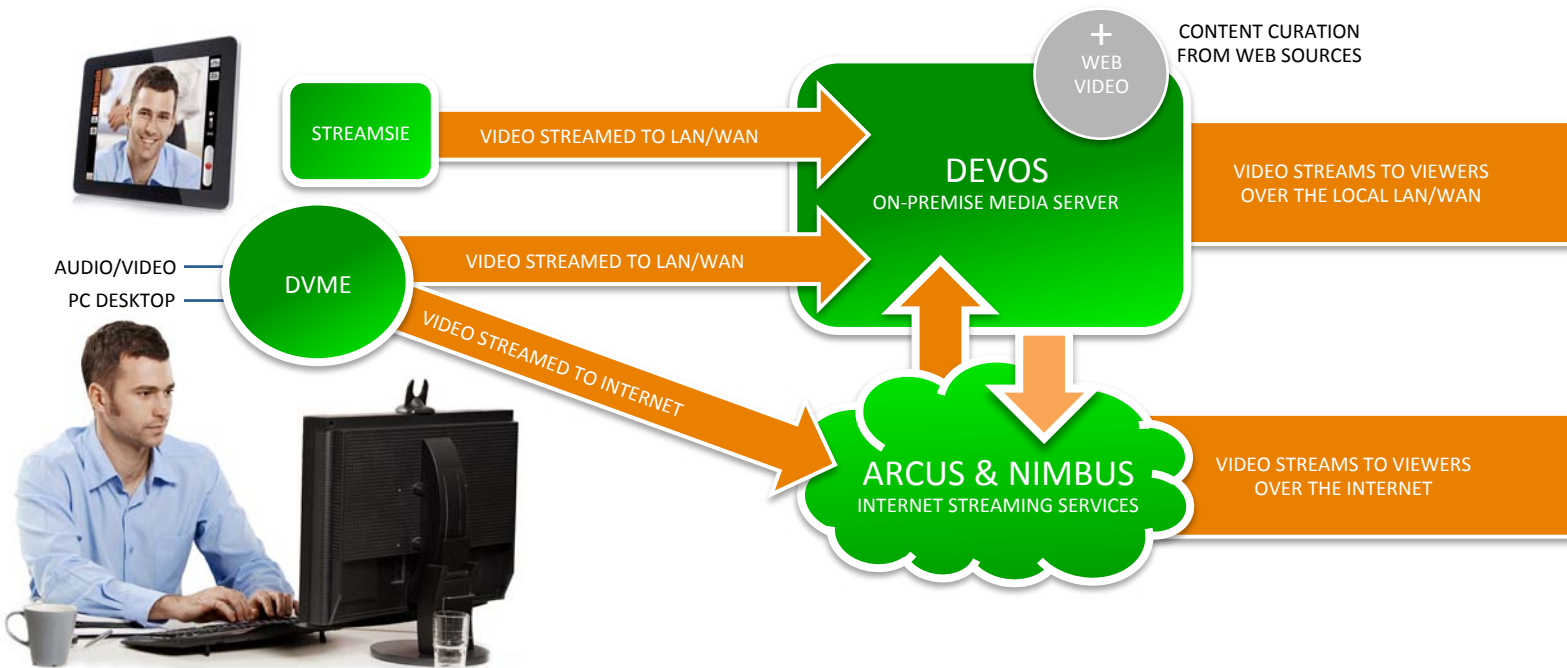 +
WEB
VIDEO
CONTENT CURATION
FROM WEB SOURCES
STREAMSIE
VIDEO STREAMED TO LAN/WAN
DEVOS
ON-PREMISE MEDIA SERVER
VIDEO STREAMS TO VIEWERS
OVER THE LOCAL LAN/WAN
AUDIO/VIDEO
PC DESKTOP
DVME
VIDEO STREAMED TO LAN/WAN
VIDEO STREAMED TO INTERNET
ARCUS & NIMBUS
INTERNET STREAMING SERVICES
VIDEO STREAMS TO VIEWERS
OVER THE INTERNET